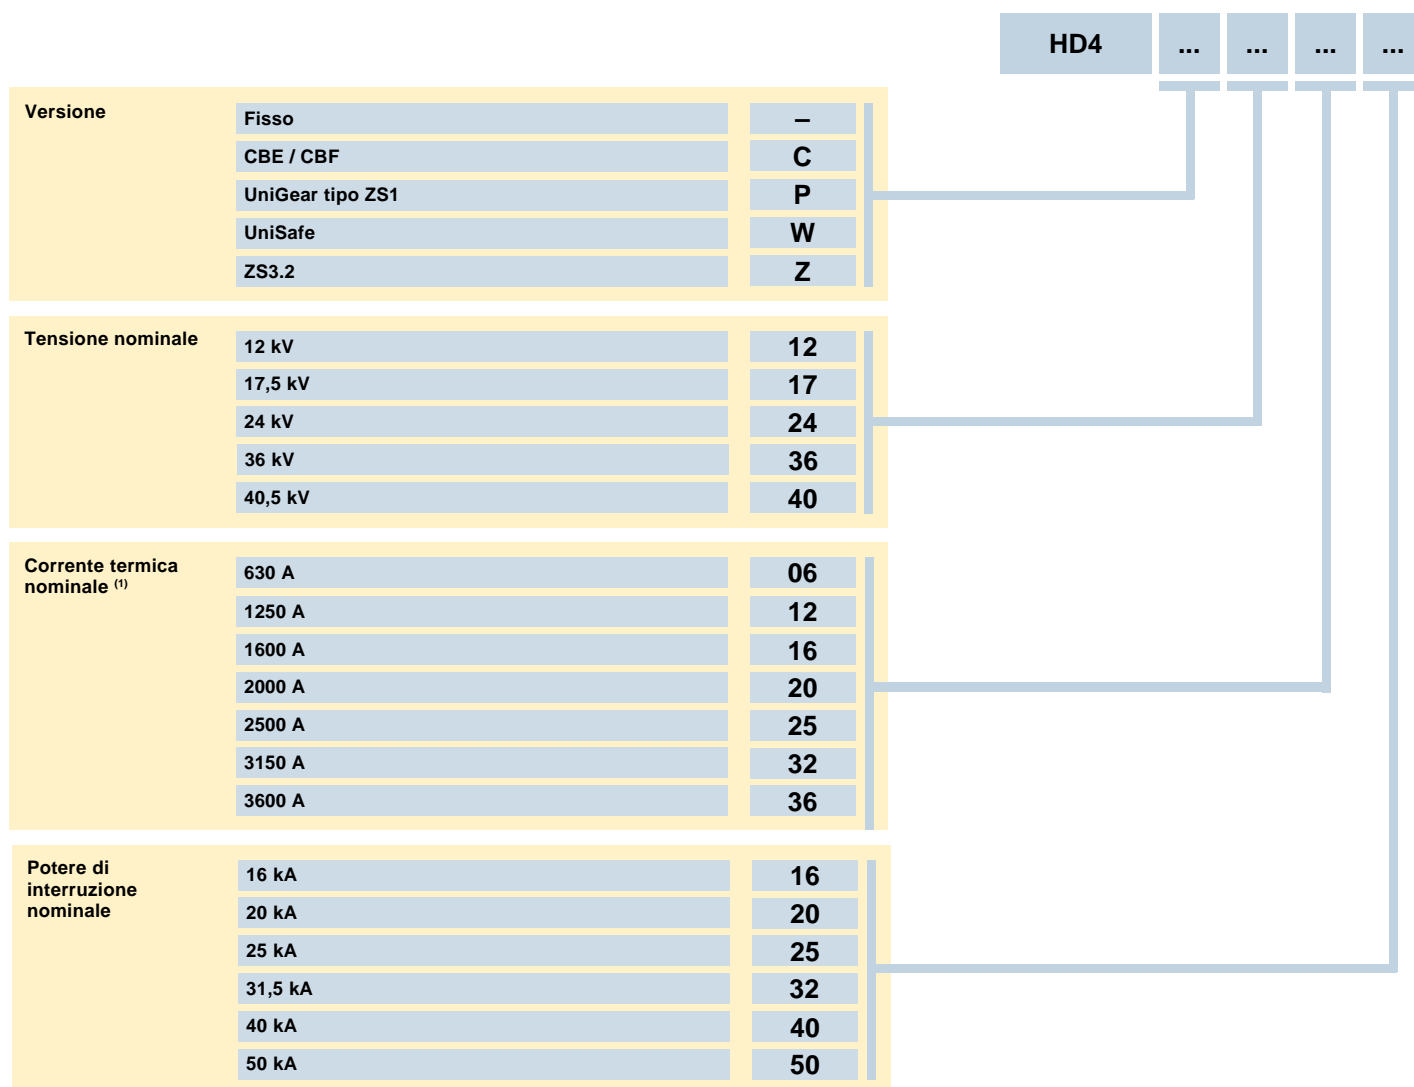 HD4 ... ... ... ...
Versione
Fisso –
CBE / CBF C
UniGear tipo ZS1 P
UniSafe W
ZS3.2 Z
Tensione nominale
12 kV 12
17,5 kV 17
24 kV 24
36 kV 36
40,5 kV 40
Corrente termica
nominale (1)
630 A 06
1250 A 12
1600 A 16
2000 A 20
2500 A 25
3150 A 32
3600 A 36
Potere di
interruzione
nominale
16 kA 16
20 kA 20
25 kA 25
31,5 kA 32
40 kA 40
50 kA 50